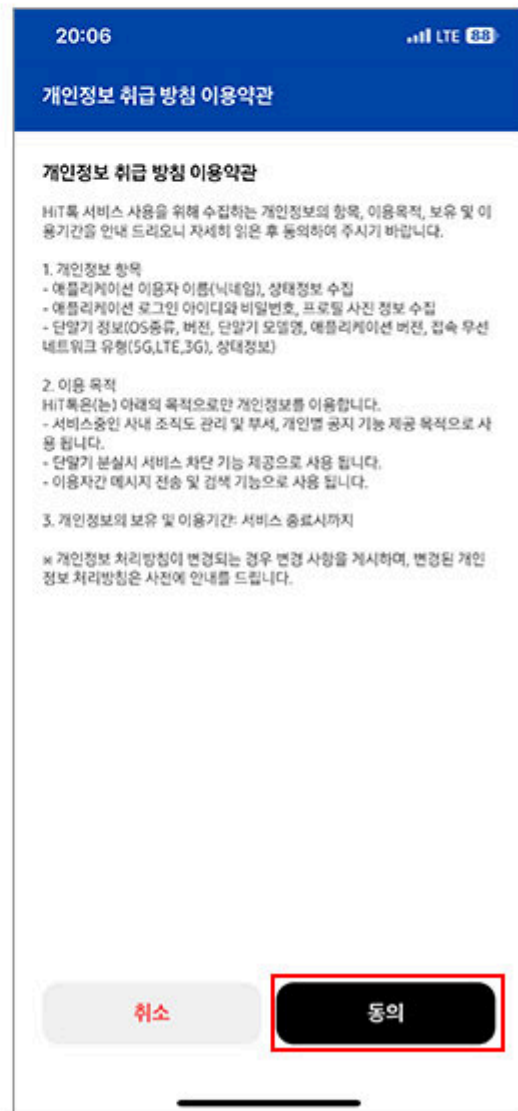 20:06 LTE 88
개인정보 취급 방침 이용약관
개인정보 취급 방침 이용약관
HiT톡 서비스 사용을 위해 수집하는 개인정보의 항목, 이용목적, 보유 및 이
용기간을 안내 드리오니 자세히 읽은 후 동의하여 주시기 바랍니다.
1. 개인정보 항목
- 애플리케이션 이용자 이름(닉네임), 상태정보 수집
- 애플리케이션 로그인 아이디와 비밀번호, 프로필 사진 정보 수집
- 단말기 정보(OS종류, 버전, 단말기 모델명, 애플리케이션 버전, 접속 무선
네트워크 유형(5G,LTE,3G), 상태정보)
2. 이용 목적
HiT톡은(는) 아래의 목적으로만 개인정보를 이용합니다.
- 서비스중인 사내 조직도 관리 및 부서, 개인별 공지 기능 제공 목적으로 사
용 됩니다.
- 단말기 분실시 서비스 차단 기능 제공으로 사용 됩니다.
- 이용자간 메시지 전송 및 검색 기능으로 사용 됩니다.
3. 개인정보의 보유 및 이용기간: 서비스 종료시까지
※ 개인정보 처리방침이 변경되는 경우 변경 사항을 게시하며, 변경된 개인
정보 처리방침은 사전에 안내를 드립니다.
취소 동의